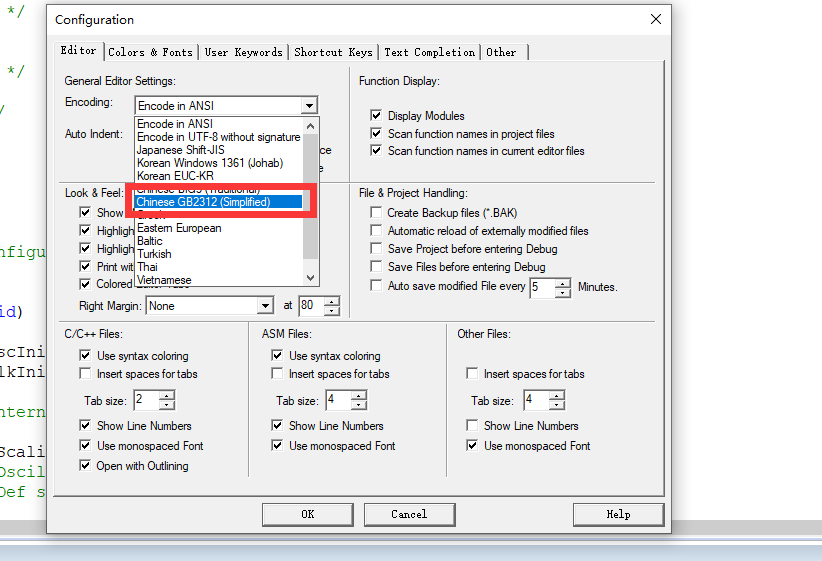 */
*/
/
nfigu
id)
scIni
lkIni
ntern
Scali
Oscil
Def s
Configuration
Editor
Colors & Fonts
User Keywords
Shortcut Keys
Text Completion
Other
General Editor Settings:
Encoding:
Encode in ANSI
Encode in ANSI
Encode in UTF-8 without signature
Japanese Shift-JIS
Korean Windows 1361 (Johab)
Korean EUC-KR
Chinese BIG5 (Traditional)
Chinese GB2312 (Simplified)
Greek
Eastern European
Baltic
Turkish
Thai
Vietnamese
Auto Indent:
ce
e
Function Display:
Display Modules
Scan function names in project files
Scan function names in current editor files
Look & Feel:
Show
Highligh
Highligh
Print wit
Colored
Right Margin:
None
at
80
File & Project Handling:
Create Backup files (*.BAK)
Automatic reload of externally modified files
Save Project before entering Debug
Save Files before entering Debug
Auto save modified File every
5
Minutes.
C/C++ Files:
Use syntax coloring
Insert spaces for tabs
Tab size:
2
Show Line Numbers
Use monospaced Font
Open with Outlining
ASM Files:
Use syntax coloring
Insert spaces for tabs
Tab size:
4
Show Line Numbers
Use monospaced Font
Other Files:
Insert spaces for tabs
Tab size:
4
Show Line Numbers
Use monospaced Font
OK
Cancel
Help